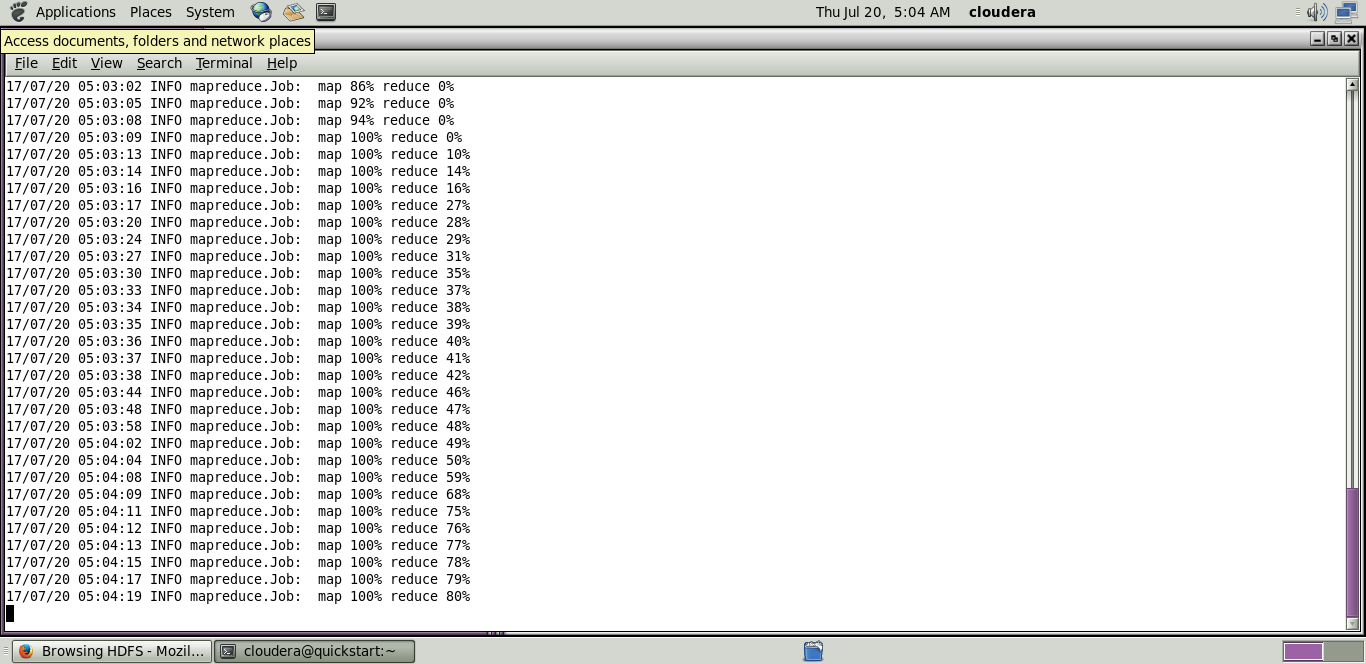 Applications Places System Thu Jul 20, 5:04 AM cloudera
Access documents, folders and network places
File Edit View Search Terminal Help
17/07/20 05:03:02 INFO mapreduce.Job:  map 86% reduce 0%
17/07/20 05:03:05 INFO mapreduce.Job:  map 92% reduce 0%
17/07/20 05:03:08 INFO mapreduce.Job:  map 94% reduce 0%
17/07/20 05:03:09 INFO mapreduce.Job:  map 100% reduce 0%
17/07/20 05:03:13 INFO mapreduce.Job:  map 100% reduce 10%
17/07/20 05:03:14 INFO mapreduce.Job:  map 100% reduce 14%
17/07/20 05:03:16 INFO mapreduce.Job:  map 100% reduce 16%
17/07/20 05:03:17 INFO mapreduce.Job:  map 100% reduce 27%
17/07/20 05:03:20 INFO mapreduce.Job:  map 100% reduce 28%
17/07/20 05:03:24 INFO mapreduce.Job:  map 100% reduce 29%
17/07/20 05:03:27 INFO mapreduce.Job:  map 100% reduce 31%
17/07/20 05:03:30 INFO mapreduce.Job:  map 100% reduce 35%
17/07/20 05:03:33 INFO mapreduce.Job:  map 100% reduce 37%
17/07/20 05:03:34 INFO mapreduce.Job:  map 100% reduce 38%
17/07/20 05:03:35 INFO mapreduce.Job:  map 100% reduce 39%
17/07/20 05:03:36 INFO mapreduce.Job:  map 100% reduce 40%
17/07/20 05:03:37 INFO mapreduce.Job:  map 100% reduce 41%
17/07/20 05:03:38 INFO mapreduce.Job:  map 100% reduce 42%
17/07/20 05:03:44 INFO mapreduce.Job:  map 100% reduce 46%
17/07/20 05:03:48 INFO mapreduce.Job:  map 100% reduce 47%
17/07/20 05:03:58 INFO mapreduce.Job:  map 100% reduce 48%
17/07/20 05:04:02 INFO mapreduce.Job:  map 100% reduce 49%
17/07/20 05:04:04 INFO mapreduce.Job:  map 100% reduce 50%
17/07/20 05:04:08 INFO mapreduce.Job:  map 100% reduce 59%
17/07/20 05:04:09 INFO mapreduce.Job:  map 100% reduce 68%
17/07/20 05:04:11 INFO mapreduce.Job:  map 100% reduce 75%
17/07/20 05:04:12 INFO mapreduce.Job:  map 100% reduce 76%
17/07/20 05:04:13 INFO mapreduce.Job:  map 100% reduce 77%
17/07/20 05:04:15 INFO mapreduce.Job:  map 100% reduce 78%
17/07/20 05:04:17 INFO mapreduce.Job:  map 100% reduce 79%
17/07/20 05:04:19 INFO mapreduce.Job:  map 100% reduce 80%
Browsing HDFS - Mozil... cloudera@quickstart:~